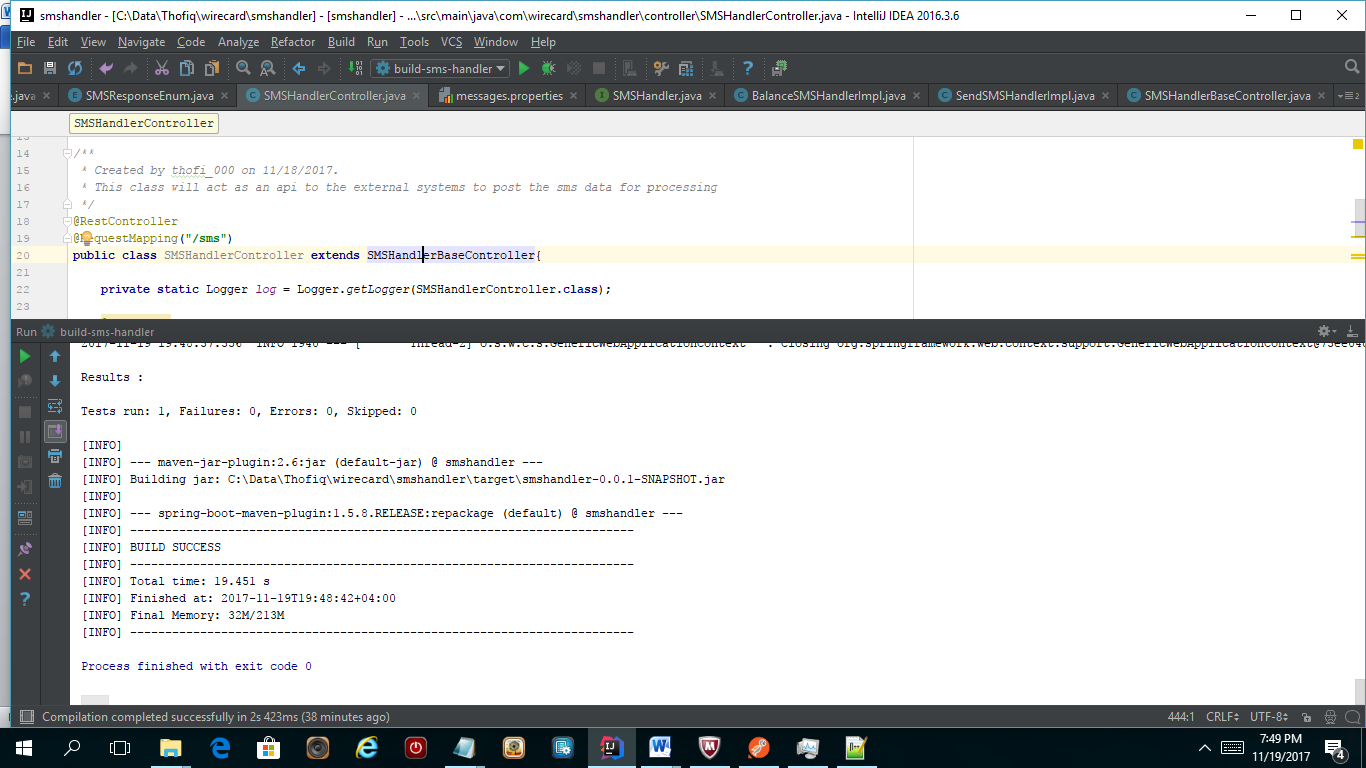 smshandler - [C:\Data\Thofiq\wirecard\smshandler] - [smshandler] - ...\src\main\java\com\wirecard\smshandler\controller\SMSHandlerController.java - IntelliJ IDEA 2016.3.6
File Edit View Navigate Code Analyze Refactor Build Run Tools VCS Window Help
build-sms-handler
.java SMSResponseEnum.java SMSHandlerController.java messages.properties SMSHandler.java BalanceSMSHandlerImpl.java SendSMSHandlerImpl.java SMSHandlerBaseController.java
SMSHandlerController
14 /**
15 * Created by thofi_000 on 11/18/2017.
16 * This class will act as an api to the external systems to post the sms data for processing
17 */
18 @RestController
19 @RequestMapping("/sms")
20 public class SMSHandlerController extends SMSHandlerBaseController{
21
22 private static Logger log = Logger.getLogger(SMSHandlerController.class);
23
Run build-sms-handler
Results :
Tests run: 1, Failures: 0, Errors: 0, Skipped: 0
[INFO]
[INFO] --- maven-jar-plugin:2.6:jar (default-jar) @ smshandler ---
[INFO] Building jar: C:\Data\Thofiq\wirecard\smshandler\target\smshandler-0.0.1-SNAPSHOT.jar
[INFO]
[INFO] --- spring-boot-maven-plugin:1.5.8.RELEASE:repackage (default) @ smshandler ---
[INFO] ------------------------------------------------------------------------
[INFO] BUILD SUCCESS
[INFO] ------------------------------------------------------------------------
[INFO] Total time: 19.451 s
[INFO] Finished at: 2017-11-19T19:48:42+04:00
[INFO] Final Memory: 32M/213M
[INFO] ------------------------------------------------------------------------
Process finished with exit code 0
Compilation completed successfully in 2s 423ms (38 minutes ago) 444:1 CRLF UTF-8
7:49 PM
11/19/2017
4